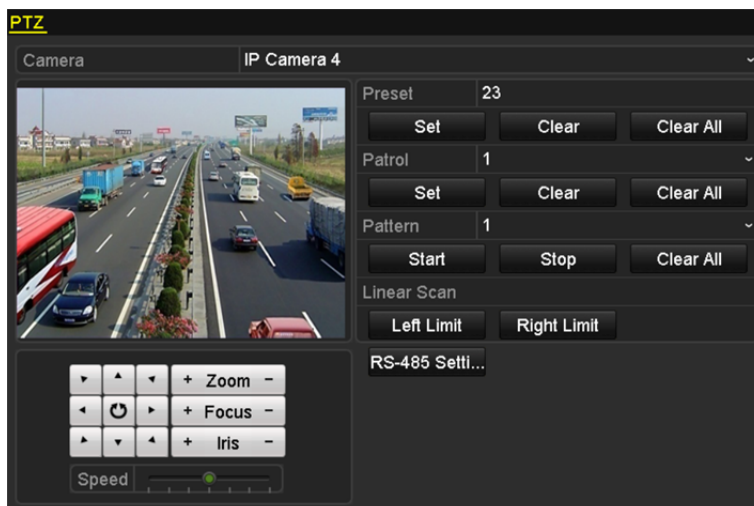 PTZ
Camera IP Camera 4
Preset 23
Set Clear Clear All
Patrol 1
Set Clear Clear All
Pattern 1
Start Stop Clear All
Linear Scan
Left Limit Right Limit
RS-485 Setti...
+ Zoom -
+ Focus -
+ Iris -
Speed